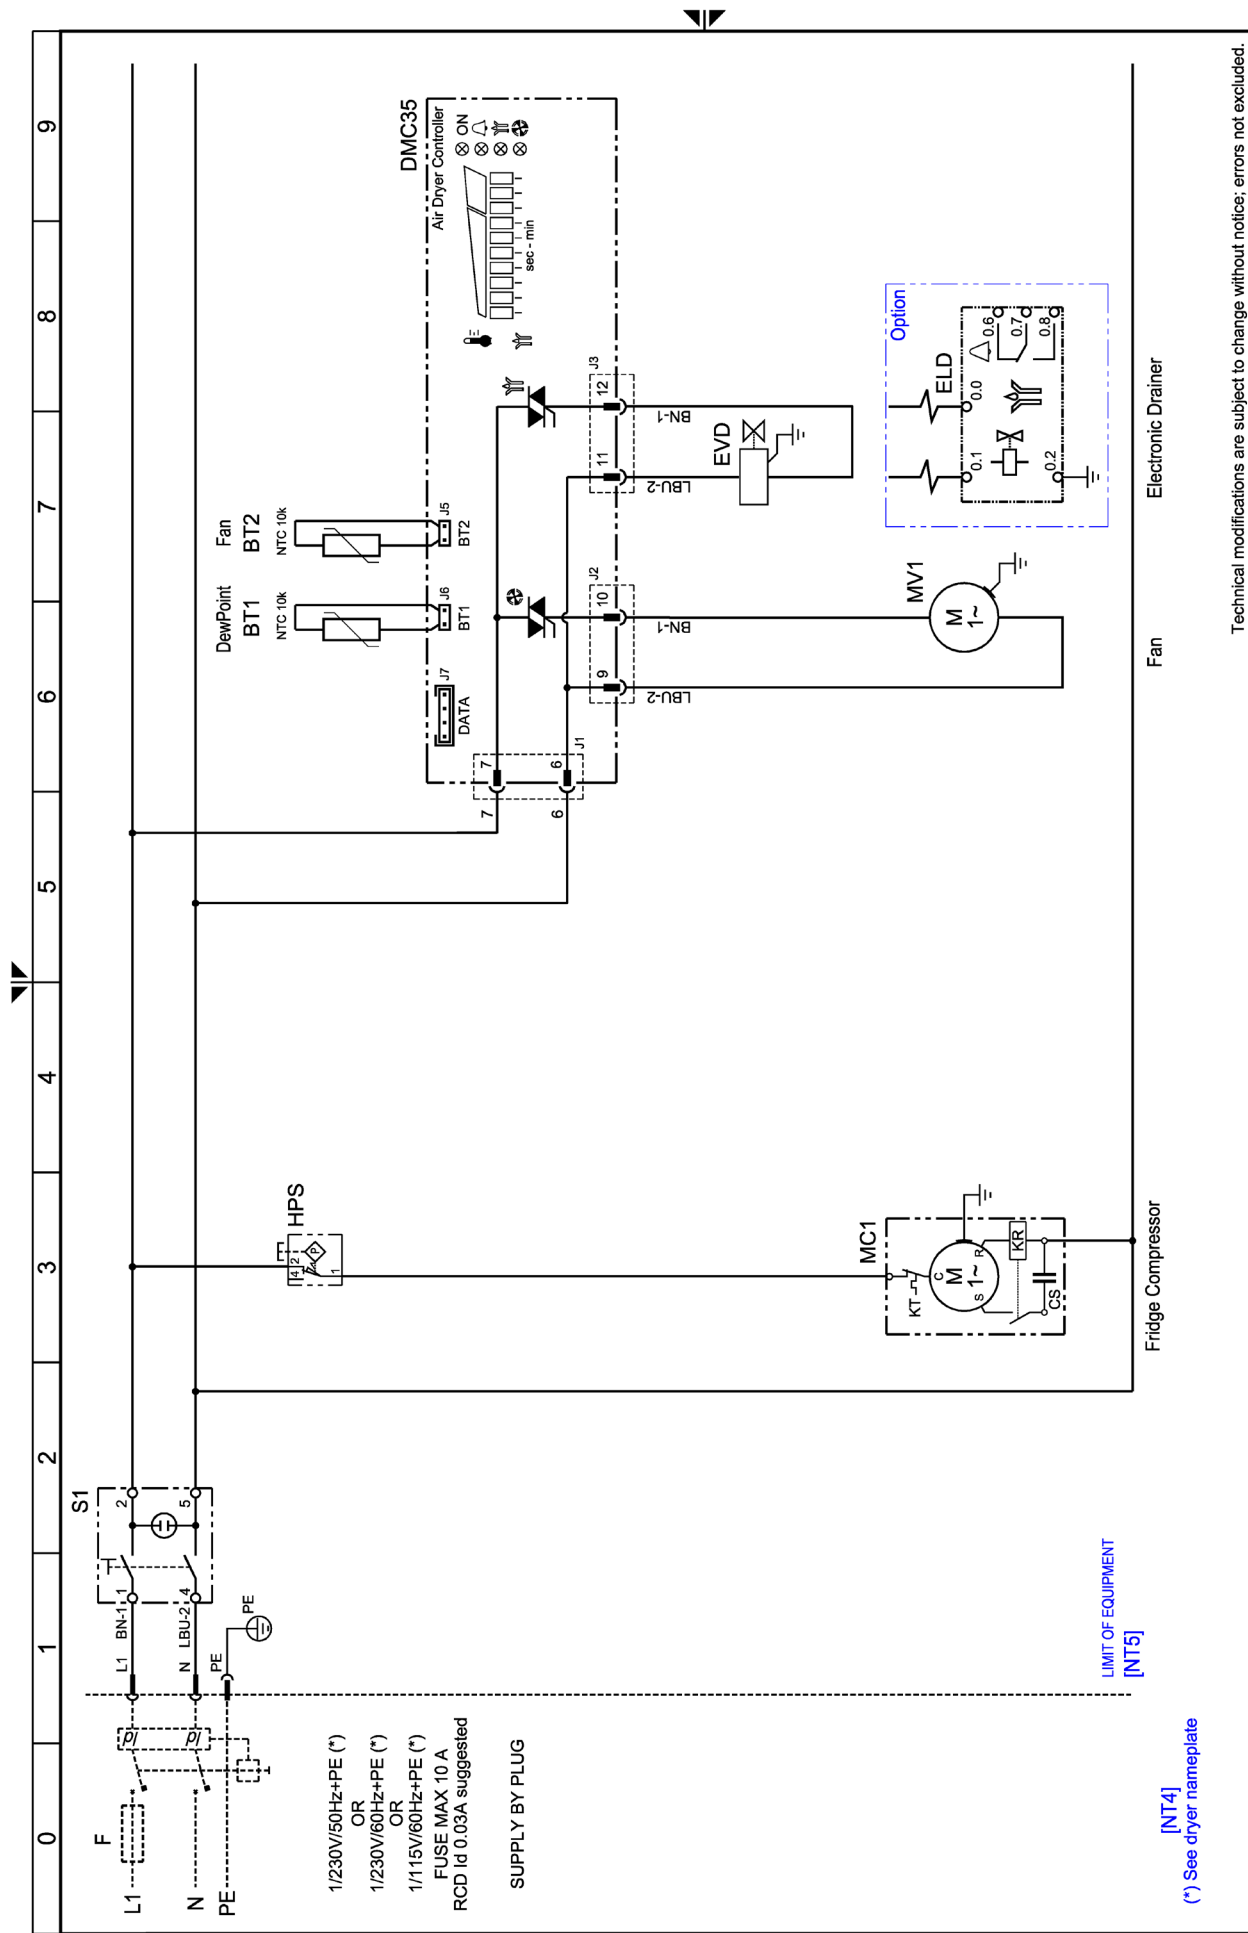 0
1
2
3
4
5
6
7
8
9
F
L1
N
PE
Id
Id
1/230V/50Hz+PE (*)
OR
1/230V/60Hz+PE (*)
OR
1/115V/60Hz+PE (*)
FUSE MAX 10 A
RCD Id 0.03A suggested
SUPPLY BY PLUG
[NT4]
(*) See dryer nameplate
LIMIT OF EQUIPMENT
[NT5]
L1
BN-1
N
LBU-2
PE
PE
S1
1
2
4
5
HPS
4
2
1
P
MC1
KT
C
M
1~
S
R
KR
CS
Fridge Compressor
7
7
6
6
J1
DATA
J7
DewPoint
BT1
NTC 10k
J6
BT1
Fan
BT2
NTC 10k
J5
BT2
DMC35
Air Dryer Controller
ON
sec - min
9
10
J2
LBU-2
BN-1
11
12
J3
LBU-2
BN-1
EVD
MV1
M
1~
Fan
Option
ELD
0.1
0.0
0.2
0.6
0.7
0.8
Electronic Drainer
Technical modifications are subject to change without notice; errors not excluded.